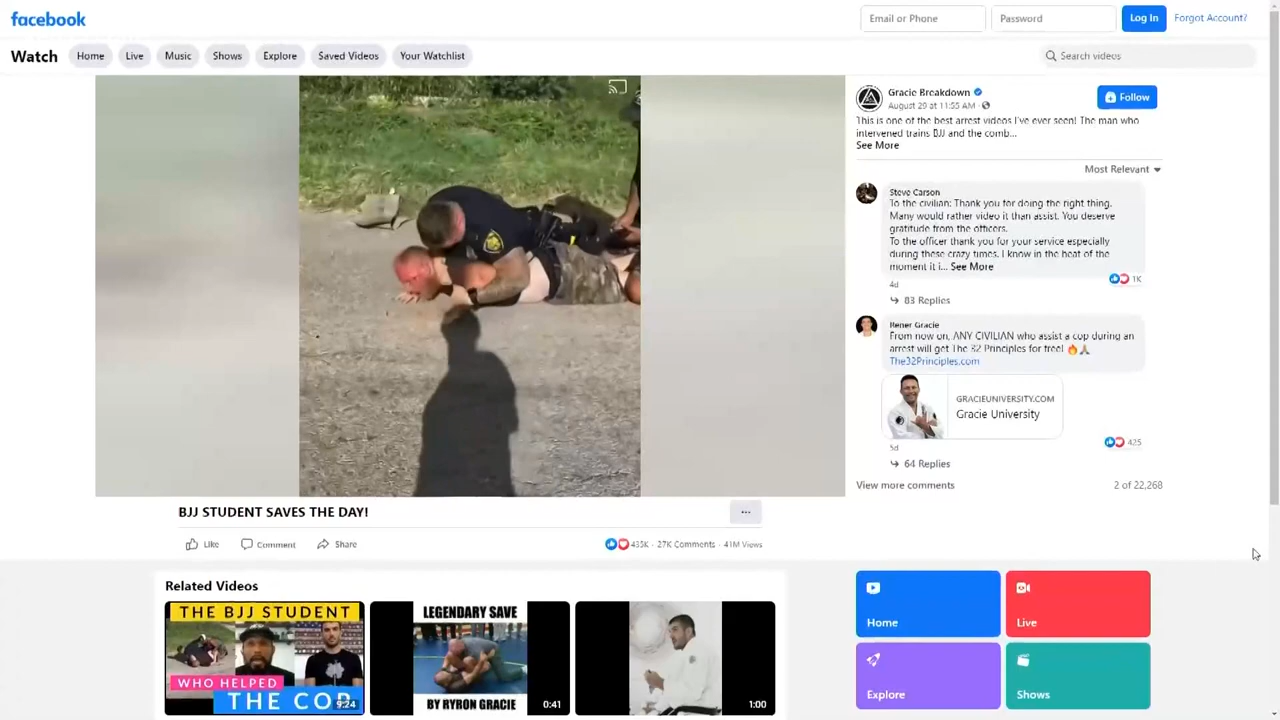 facebook
Email or Phone
Password
Log In
Forgot Account?
Watch
Home
Live
Music
Shows
Explore
Saved Videos
Your Watchlist
Search videos
Gracie Breakdown
Follow
August 29 at 11:55 AM
This is one of the best arrest videos I've ever seen! The man who
intervened trains BJJ and the comb...
See More
Most Relevant
Steve Carson
To the civilian: Thank you for doing the right thing.
Many would rather video it than assist. You deserve
gratitude from the officers.
To the officer thank you for your service especially
during these crazy times. I know in the heat of the
moment it i... See More
1K
4d
83 Replies
Rener Gracie
From now on, ANY CIVILIAN who assist a cop during an
arrest will get The 32 Principles for free! 🔥🙏
The32Principles.com
GRACIEUNIVERSITY.COM
Gracie University
425
5d
64 Replies
View more comments
2 of 22,268
BJJ STUDENT SAVES THE DAY!
...
Like
Comment
Share
435K · 27K Comments · 41M Views
Related Videos
THE BJJ STUDENT
WHO HELPED
THE COP
9:24
LEGENDARY SAVE
BY RYRON GRACIE
0:41
1:00
Home
Live
Explore
Shows